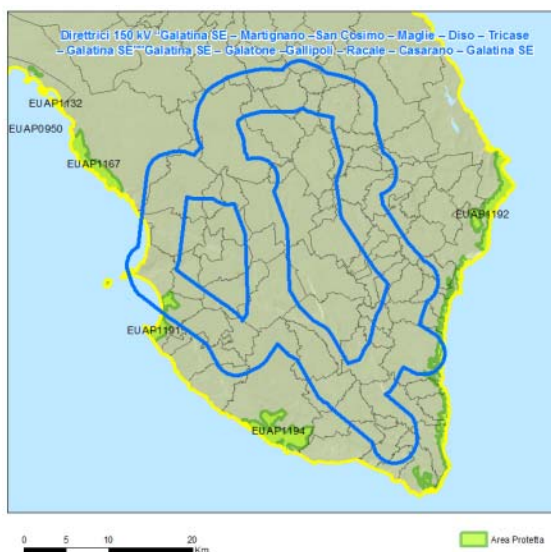 Direttrici 150 kV "Galatina SE – Martignano –San Cosimo – Maglie – Diso – Tricase
– Galatina SE""Galatina SE – Galatone –Gallipoli – Racale – Casarano – Galatina SE
EUAP1132
EUAP0950
EUAP1167
EUAP1192
EUAP1191
EUAP1194
0 5 10 20
Km
Area Protetta